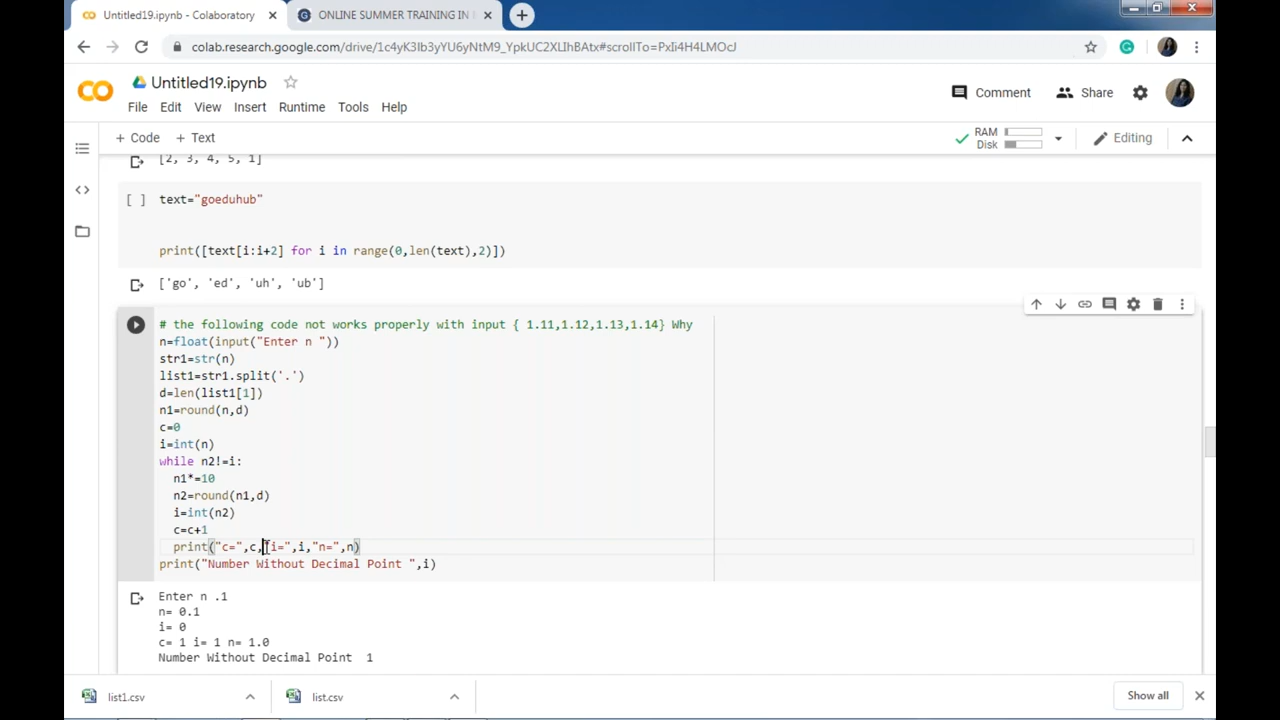 Untitled19.ipynb - Colaboratory
ONLINE SUMMER TRAINING IN
colab.research.google.com/drive/1c4yK3lb3yYU6yNtM9_YpkUC2XLIhBAtx#scrollTo=PxIi4H4LMOcJ
Untitled19.ipynb
Comment
Share
File Edit View Insert Runtime Tools Help
+ Code + Text
RAM
Disk
Editing
[2, 3, 4, 5, 1]
[ ] text="goeduhub"
print([text[i:i+2] for i in range(0,len(text),2)])
['go', 'ed', 'uh', 'ub']
# the following code not works properly with input { 1.11,1.12,1.13,1.14} Why
n=float(input("Enter n "))
str1=str(n)
list1=str1.split('.')
d=len(list1[1])
n1=round(n,d)
c=0
i=int(n)
while n2!=i:
n1*=10
n2=round(n1,d)
i=int(n2)
c=c+1
print("c=",c,"i=",i,"n=",n)
print("Number Without Decimal Point ",i)
Enter n .1
n= 0.1
i= 0
c= 1 i= 1 n= 1.0
Number Without Decimal Point  1
list1.csv
list.csv
Show all